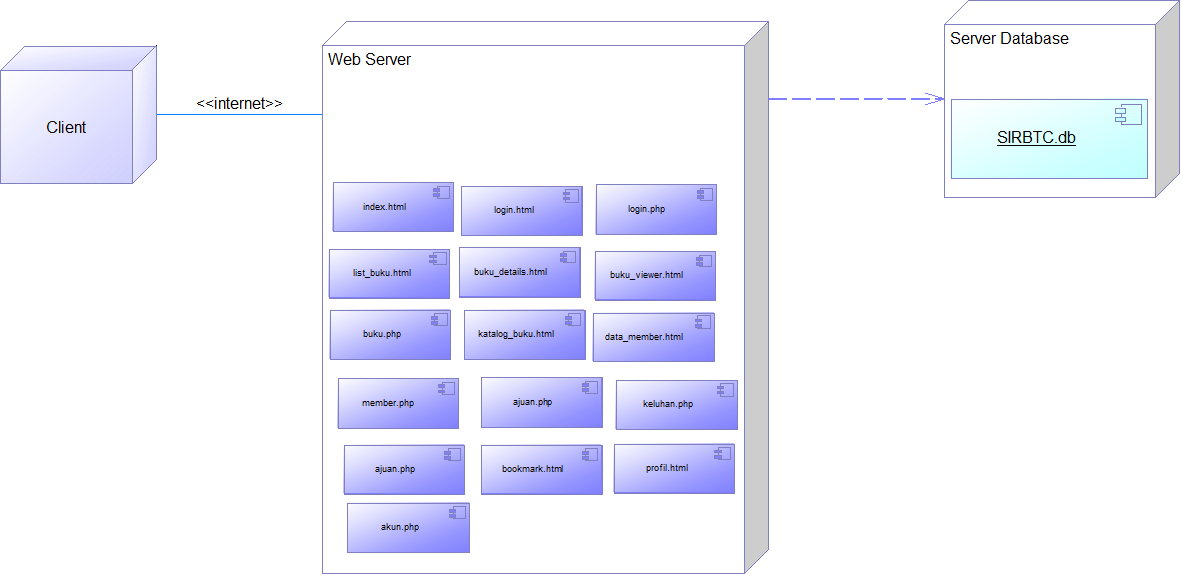 Client
<<internet>>
Web Server
index.html
login.html
login.php
list_buku.html
buku_details.html
buku_viewer.html
buku.php
katalog_buku.html
data_member.html
member.php
ajuan.php
keluhan.php
ajuan.php
bookmark.html
profil.html
akun.php
Server Database
SIRBTC.db